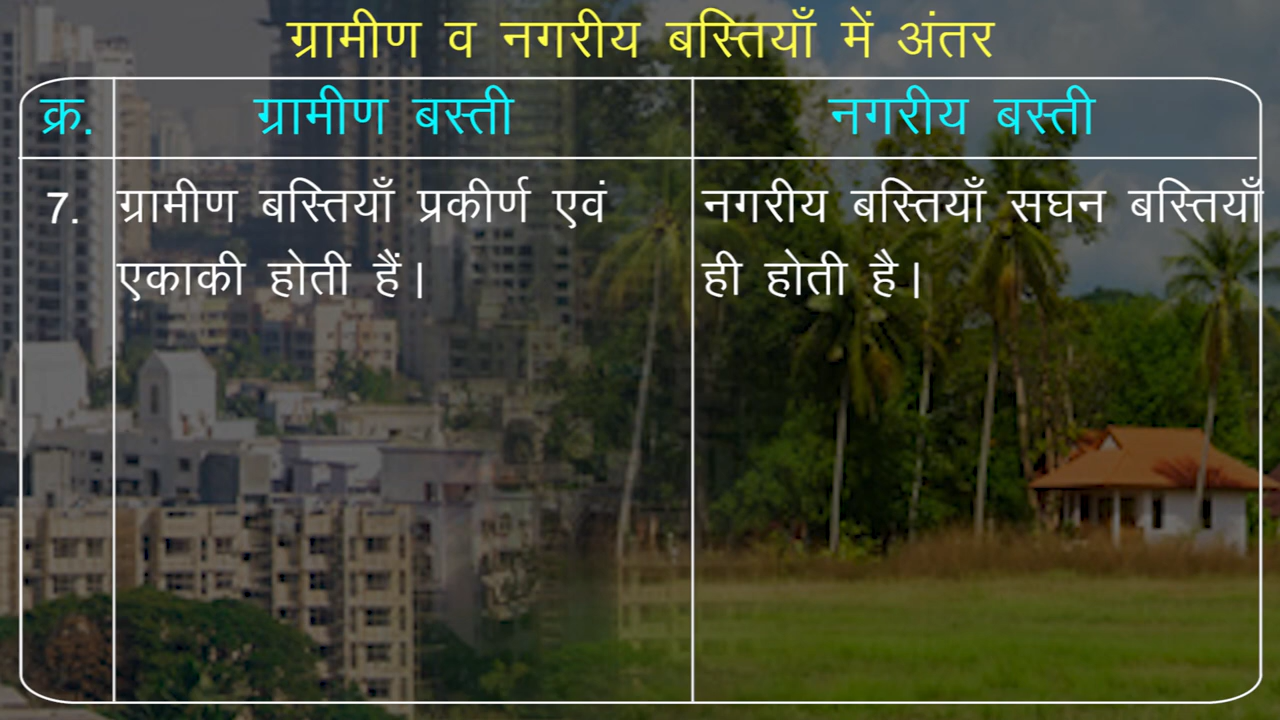 ग्रामीण व नगरीय बस्तियाँ में अंतर
क्र. ग्रामीण बस्ती नगरीय बस्ती
7. ग्रामीण बस्तियाँ प्रकीर्ण एवं नगरीय बस्तियाँ सघन बस्तियाँ
एकाकी होती हैं। ही होती है।